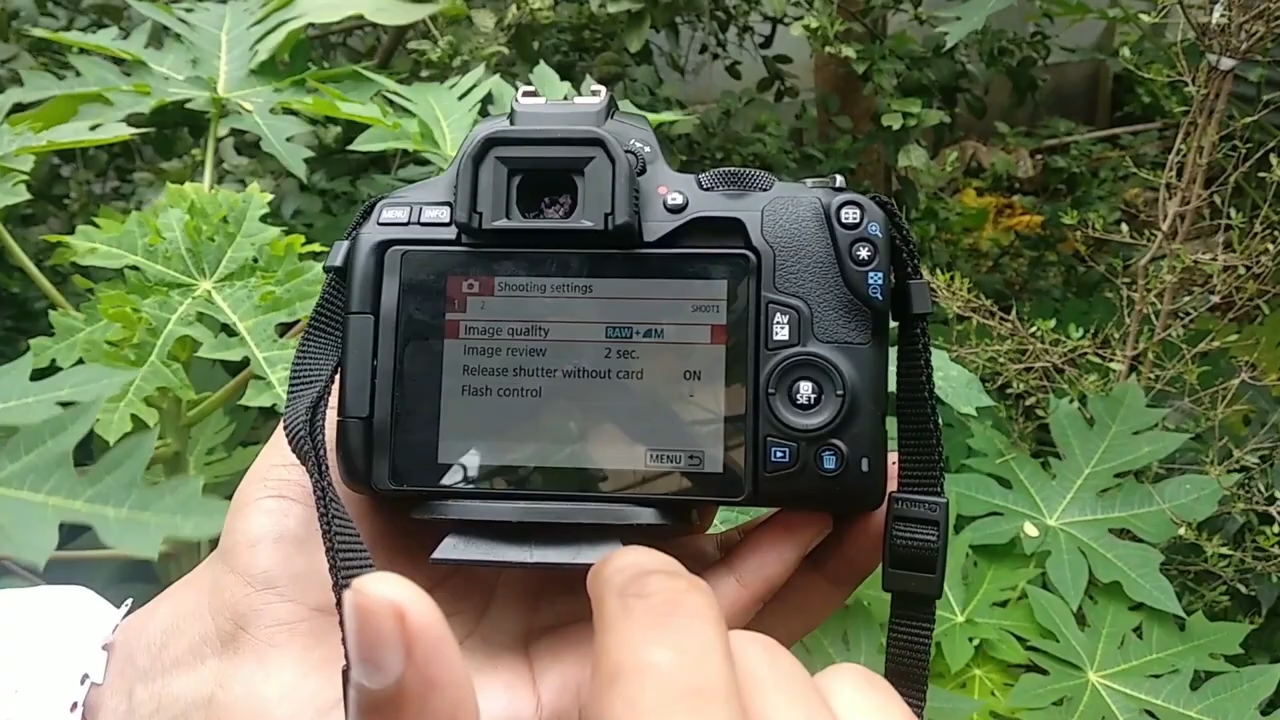 MENU INFO
Shooting settings
1 2 SHOOT1
Image quality RAW+M
Image review 2 sec.
Release shutter without card ON
Flash control
MENU
Av
SET
Canon